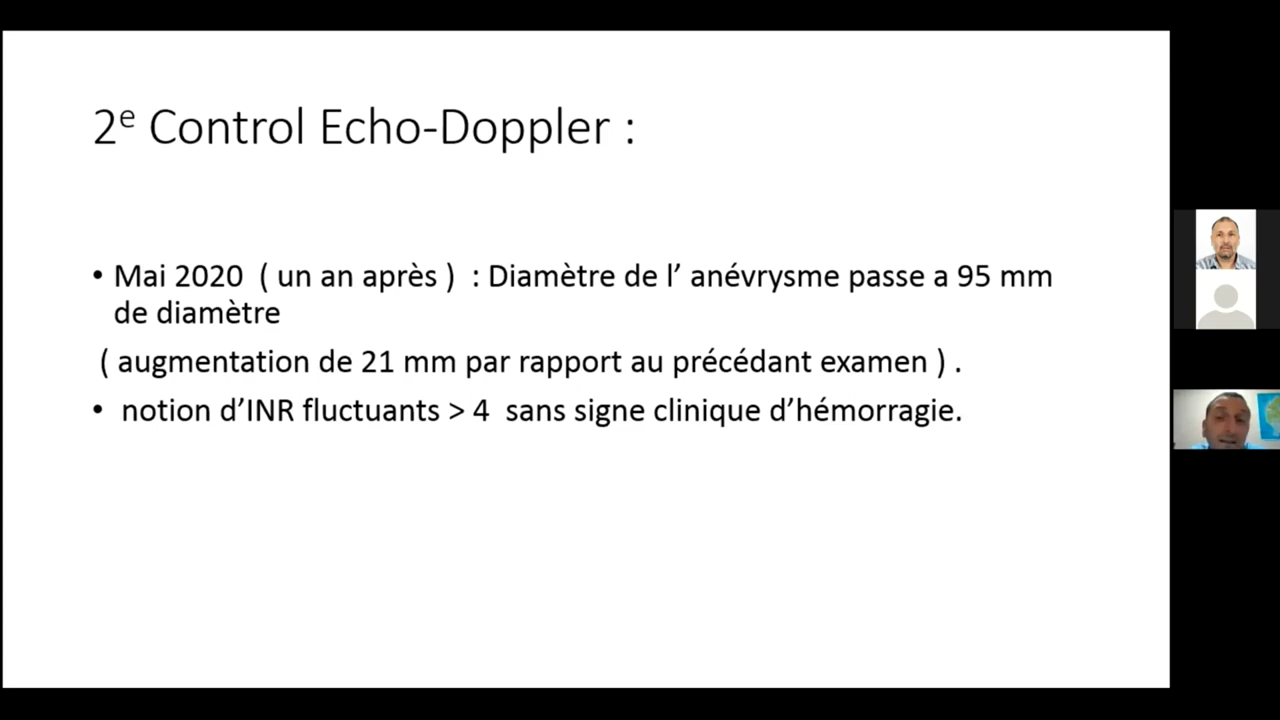 2e Control Echo-Doppler :
• Mai 2020 ( un an après ) : Diamètre de l’ anévrysme passe a 95 mm
de diamètre
( augmentation de 21 mm par rapport au précédant examen ) .
• notion d’INR fluctuants > 4 sans signe clinique d’hémorragie.